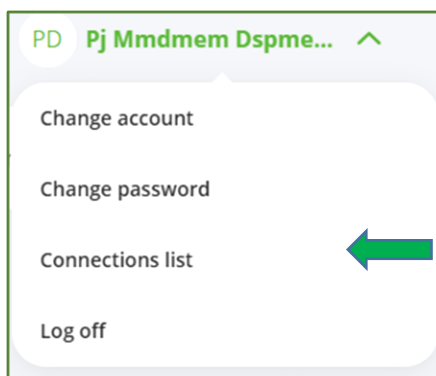 PD Pj Mmdmem Dspme...
Change account
Change password
Connections list
Log off